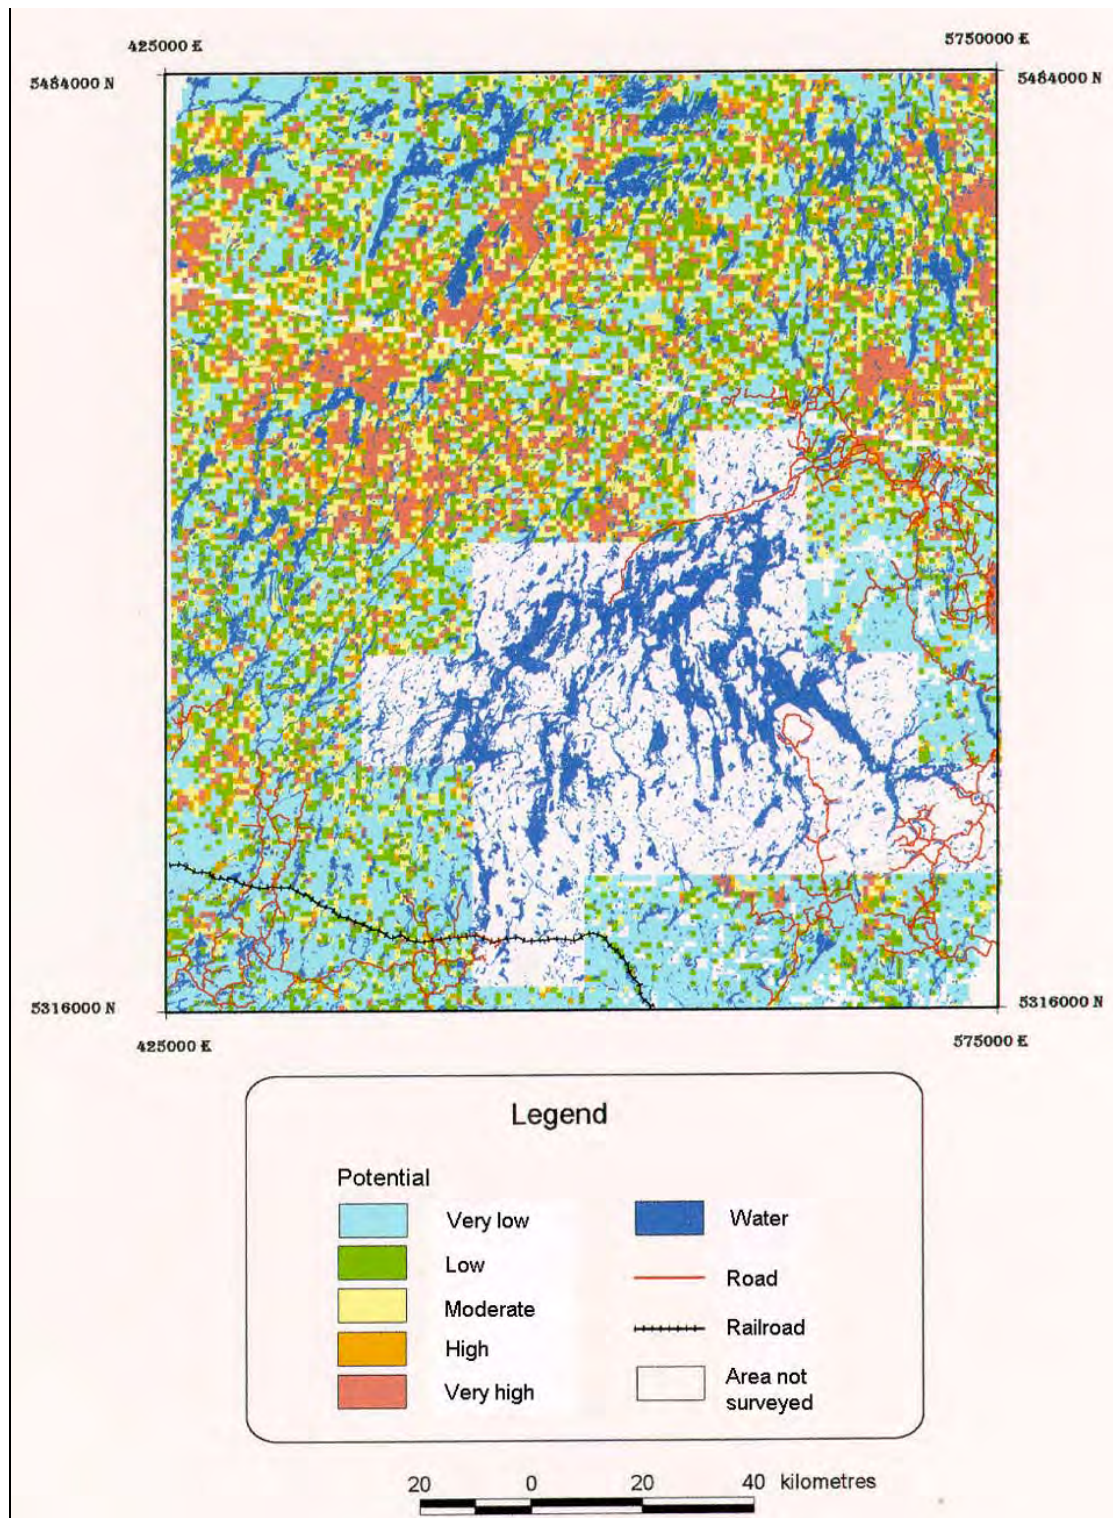 425000 E
5750000 E
5484000 N
5484000 N
5316000 N
5316000 N
425000 E
575000 E
Legend
Potential
Very low
Low
Moderate
High
Very high
Water
Road
Railroad
Area not
surveyed
20 0 20 40 kilometres